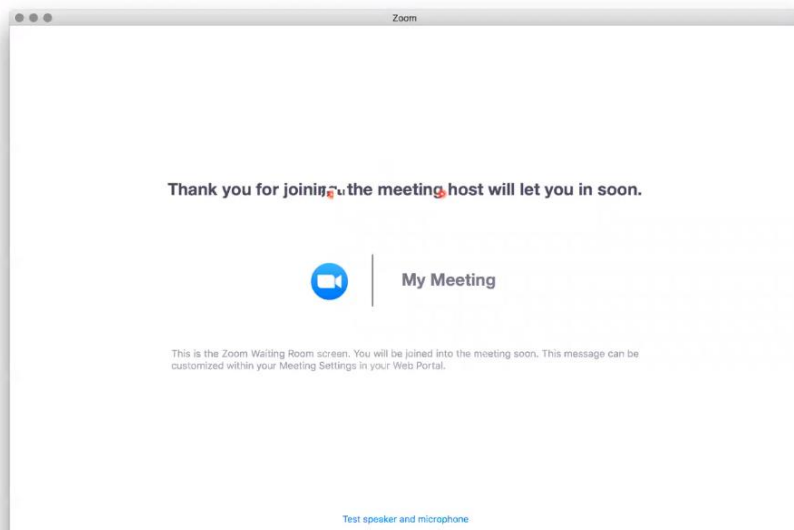 Zoom
Thank you for the meeting host will let you in soon.
My Meeting
This is the Zoom Waiting Room screen. You will be joined into the meeting soon. This message can be
customized within your Meeting Settings in your Web Portal.
Test speaker and microphone